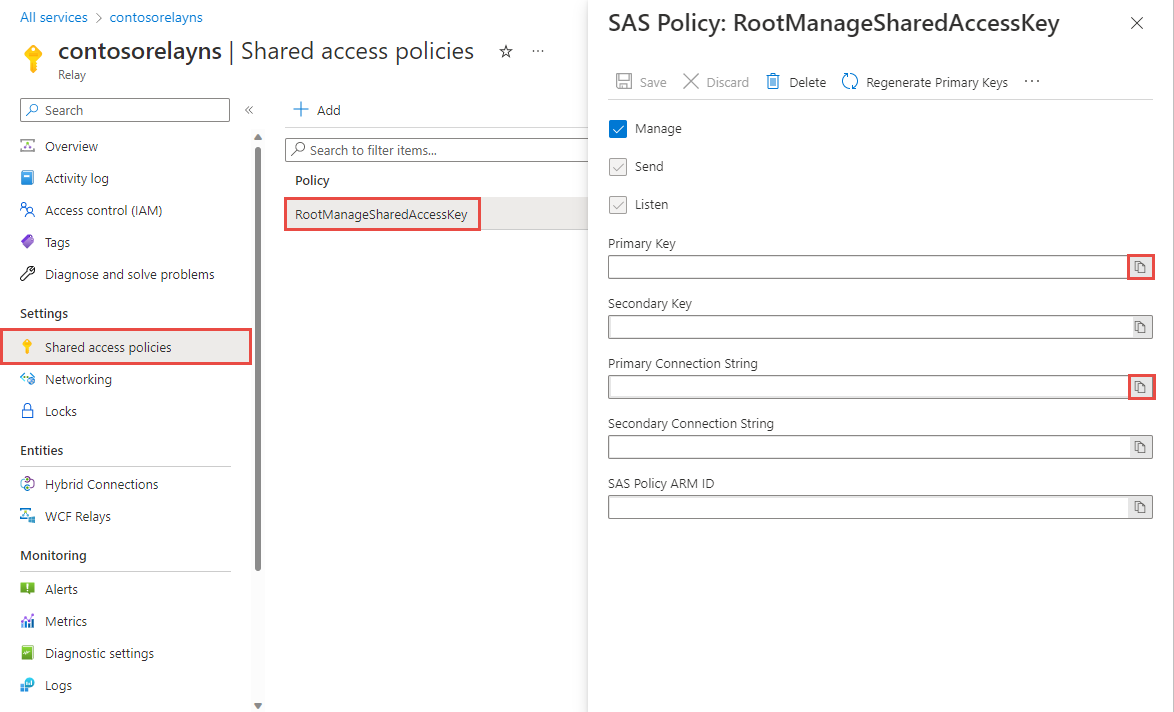 All services > contosorelayns
contosorelayns | Shared access policies
Relay
Search
Overview
Activity log
Access control (IAM)
Tags
Diagnose and solve problems
Settings
Shared access policies
Networking
Locks
Entities
Hybrid Connections
WCF Relays
Monitoring
Alerts
Metrics
Diagnostic settings
Logs
Add
Search to filter items...
Policy
RootManageSharedAccessKey
SAS Policy: RootManageSharedAccessKey
Save Discard Delete Regenerate Primary Keys
Manage
Send
Listen
Primary Key
Secondary Key
Primary Connection String
Secondary Connection String
SAS Policy ARM ID